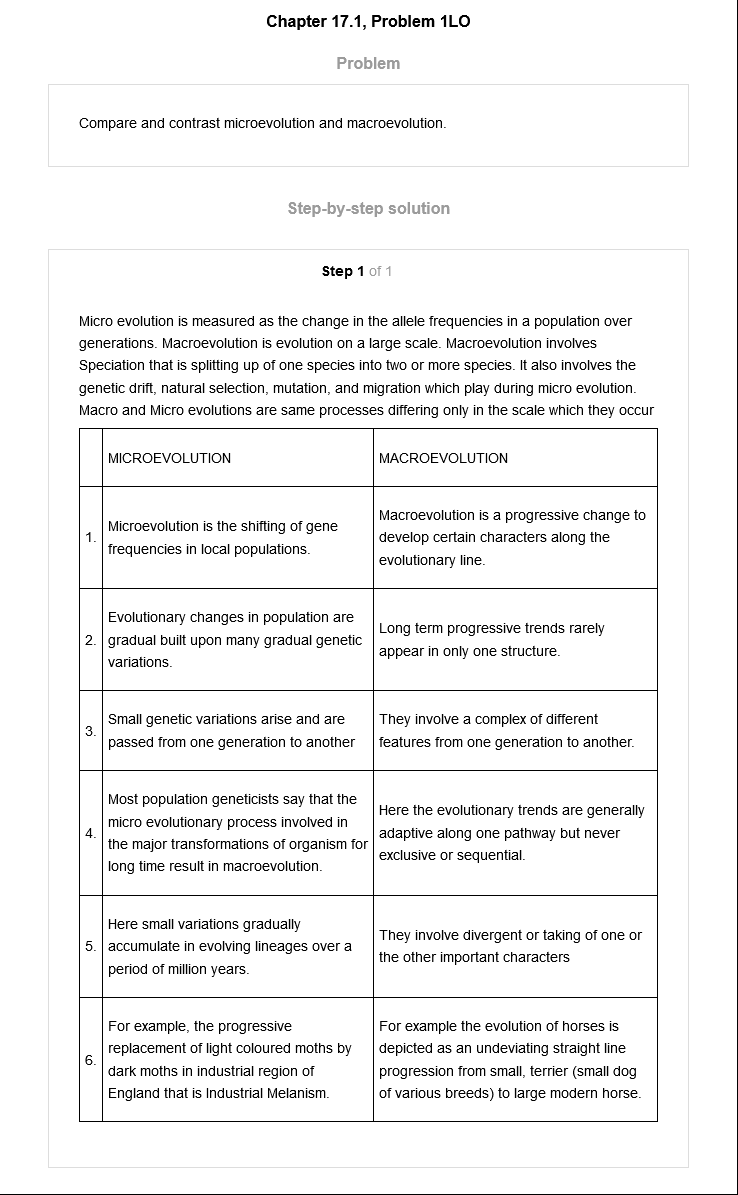 Chapter 17.1, Problem 1LO
Problem
Compare and contrast microevolution and macroevolution.
Step-by-step solution
Step 1 of 1
Micro evolution is measured as the change in the allele frequencies in a population over
generations. Macroevolution is evolution on a large scale. Macroevolution involves
Speciation that is splitting up of one species into two or more species. It also involves the
genetic drift, natural selection, mutation, and migration which play during micro evolution.
Macro and Micro evolutions are same processes differing only in the scale which they occur
MICROEVOLUTION
MACROEVOLUTION
1.
Microevolution is the shifting of gene
frequencies in local populations.
Macroevolution is a progressive change to
develop certain characters along the
evolutionary line.
2.
Evolutionary changes in population are
gradual built upon many gradual genetic
variations.
Long term progressive trends rarely
appear in only one structure.
3.
Small genetic variations arise and are
passed from one generation to another
They involve a complex of different
features from one generation to another.
4.
Most population geneticists say that the
micro evolutionary process involved in
the major transformations of organism for
long time result in macroevolution.
Here the evolutionary trends are generally
adaptive along one pathway but never
exclusive or sequential.
5.
Here small variations gradually
accumulate in evolving lineages over a
period of million years.
They involve divergent or taking of one or
the other important characters
6.
For example, the progressive
replacement of light coloured moths by
dark moths in industrial region of
England that is Industrial Melanism.
For example the evolution of horses is
depicted as an undeviating straight line
progression from small, terrier (small dog
of various breeds) to large modern horse.